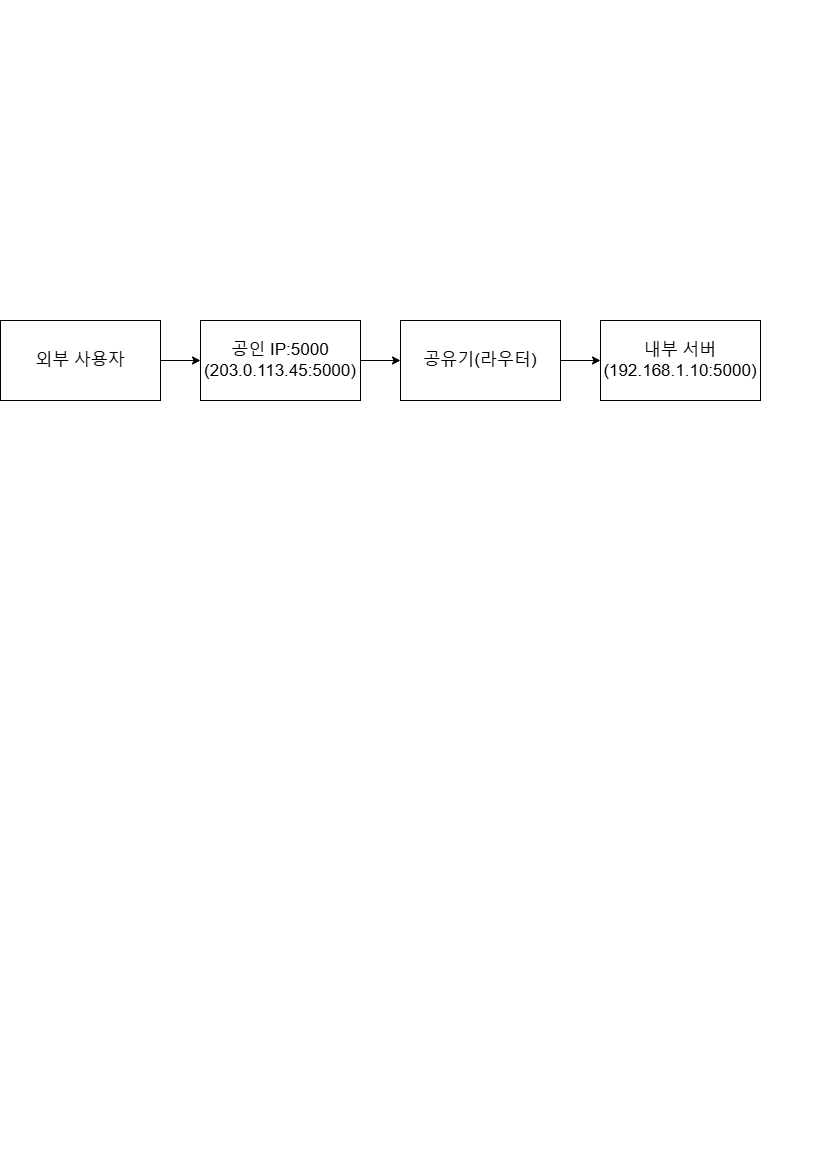 외부 사용자
공인 IP:5000
(203.0.113.45:5000)
공유기(라우터)
내부 서버
(192.168.1.10:5000)